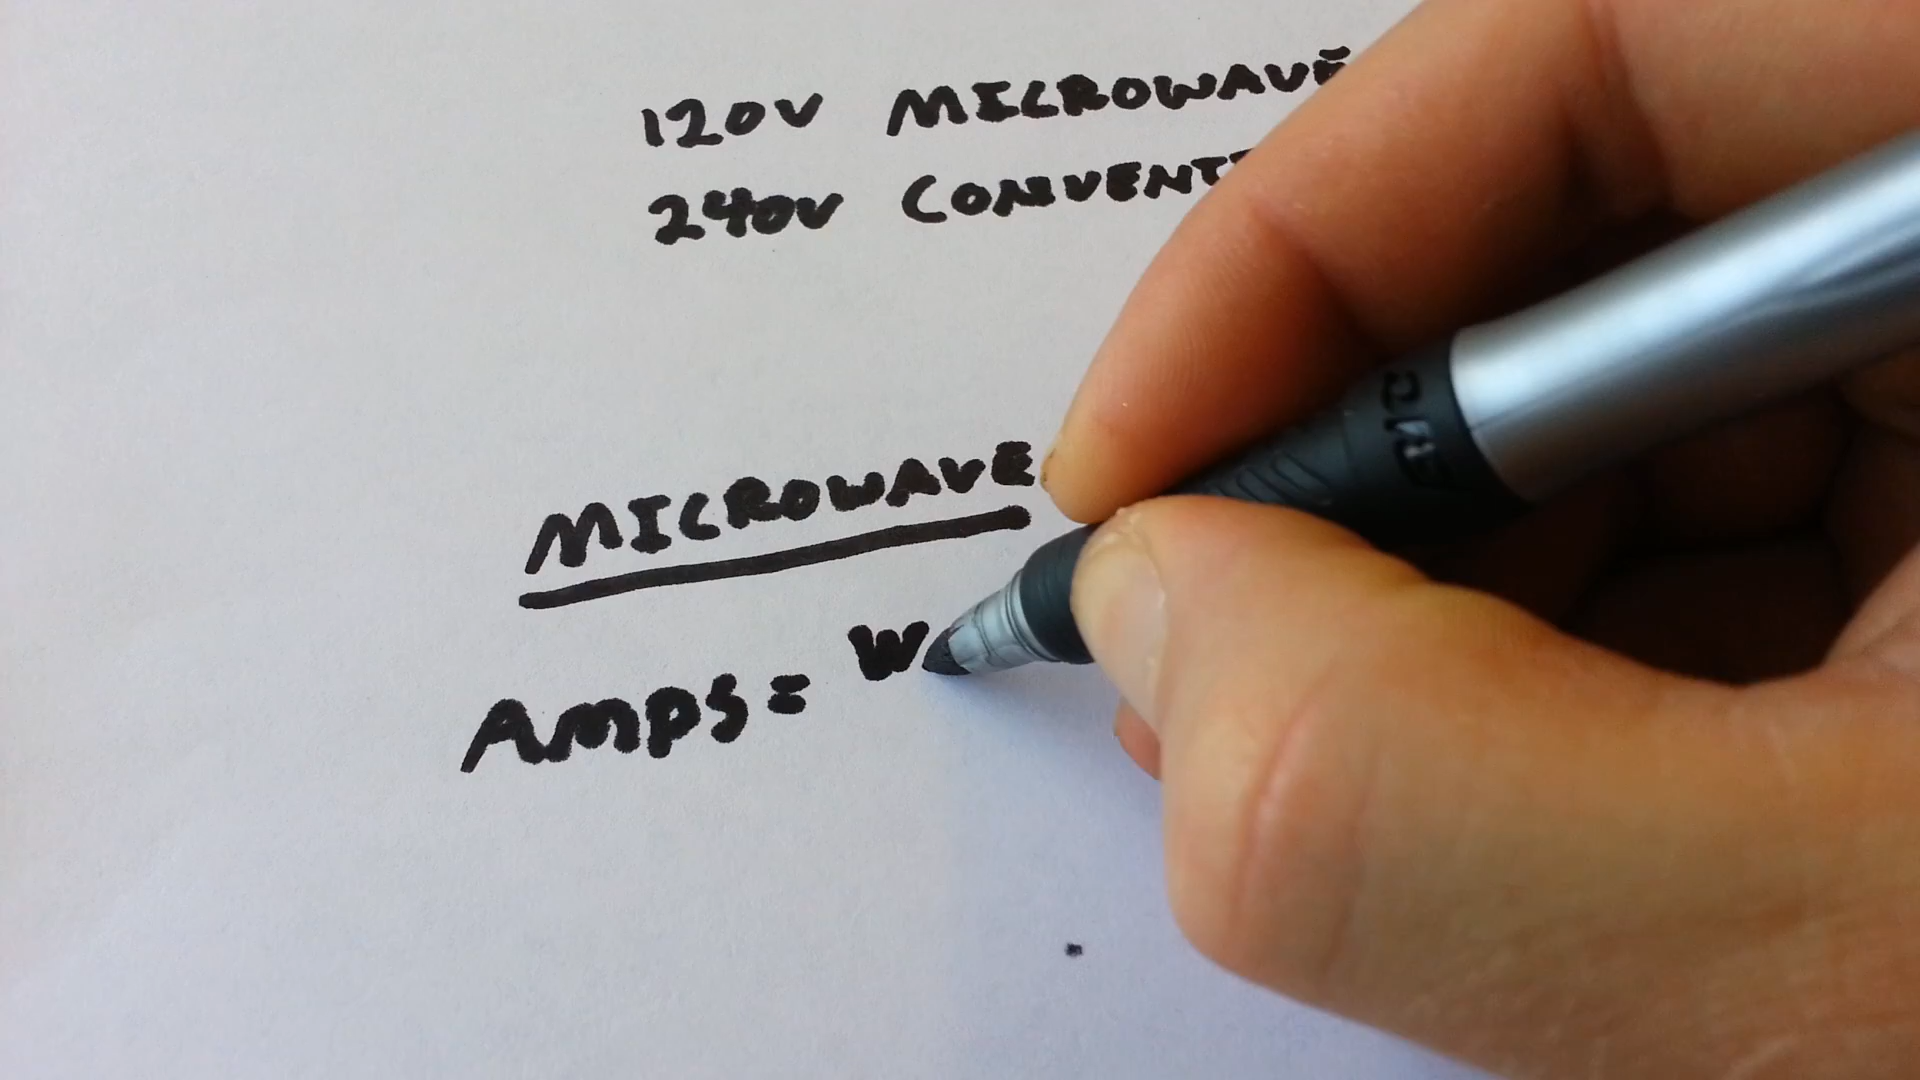 120V MICROWAVE
240V CONVENT
MICROWAVE
AMPS= W